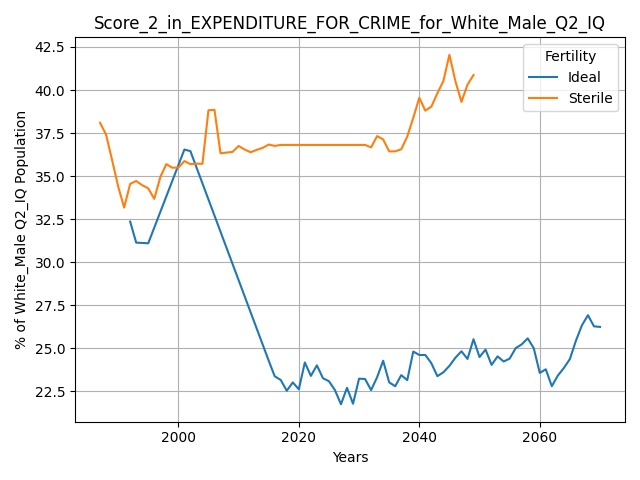 Score_2_in_EXPENDITURE_FOR_CRIME_for_White_Male_Q2_IQ
Fertility
Ideal
Sterile
% of White_Male Q2_IQ Population
42.5
40.0
37.5
35.0
32.5
30.0
27.5
25.0
22.5
2000
2020
2040
2060
Years